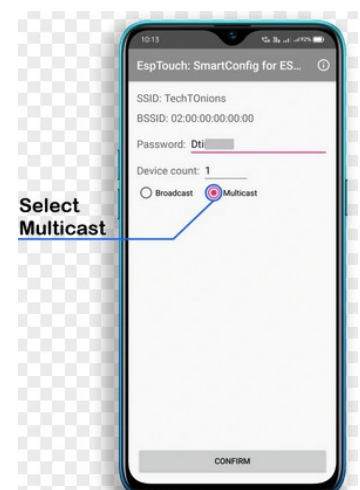 10:13
92%
EspTouch: SmartConfig for ES...
SSID: TechTOnions
BSSID: 02:00:00:00:00:00
Password: Dti
Device count: 1
Broadcast Multicast
Select
Multicast
CONFIRM